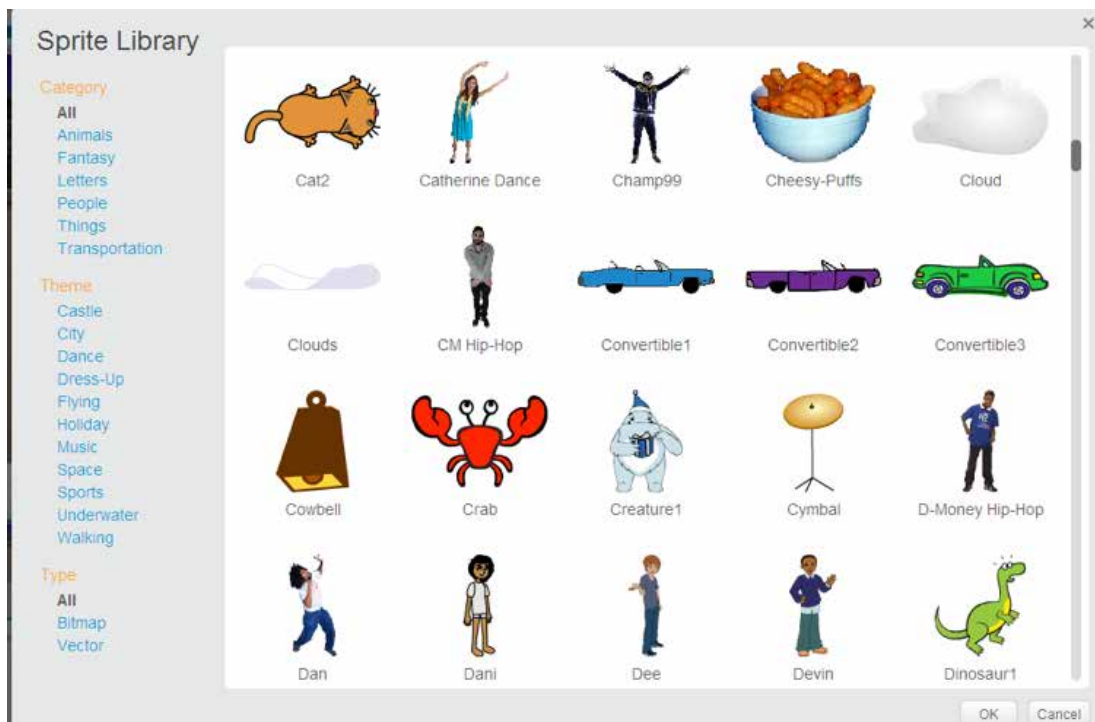 Sprite Library
×
Category
All
Animals
Fantasy
Letters
People
Things
Transportation
Theme
Castle
City
Dance
Dress-Up
Flying
Holiday
Music
Space
Sports
Underwater
Walking
Type
All
Bitmap
Vector
Cat2 Catherine Dance Champ99 Cheesy-Puffs Cloud
Clouds CM Hip-Hop Convertible1 Convertible2 Convertible3
Cowbell Crab Creature1 Cymbal D-Money Hip-Hop
Dan Dani Dee Devin Dinosaur1
OK Cancel